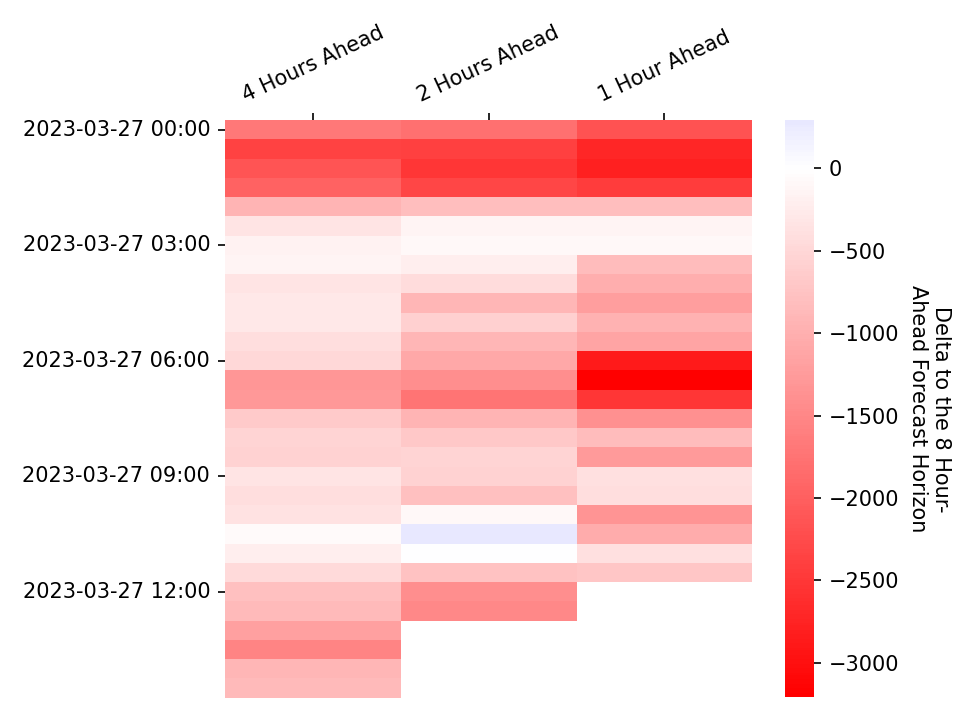 4 Hours Ahead
2 Hours Ahead
1 Hour Ahead
2023-03-27 00:00
2023-03-27 03:00
2023-03-27 06:00
2023-03-27 09:00
2023-03-27 12:00
0
−500
−1000
−1500
−2000
−2500
−3000
Delta to the 8 Hour-
Ahead Forecast Horizon